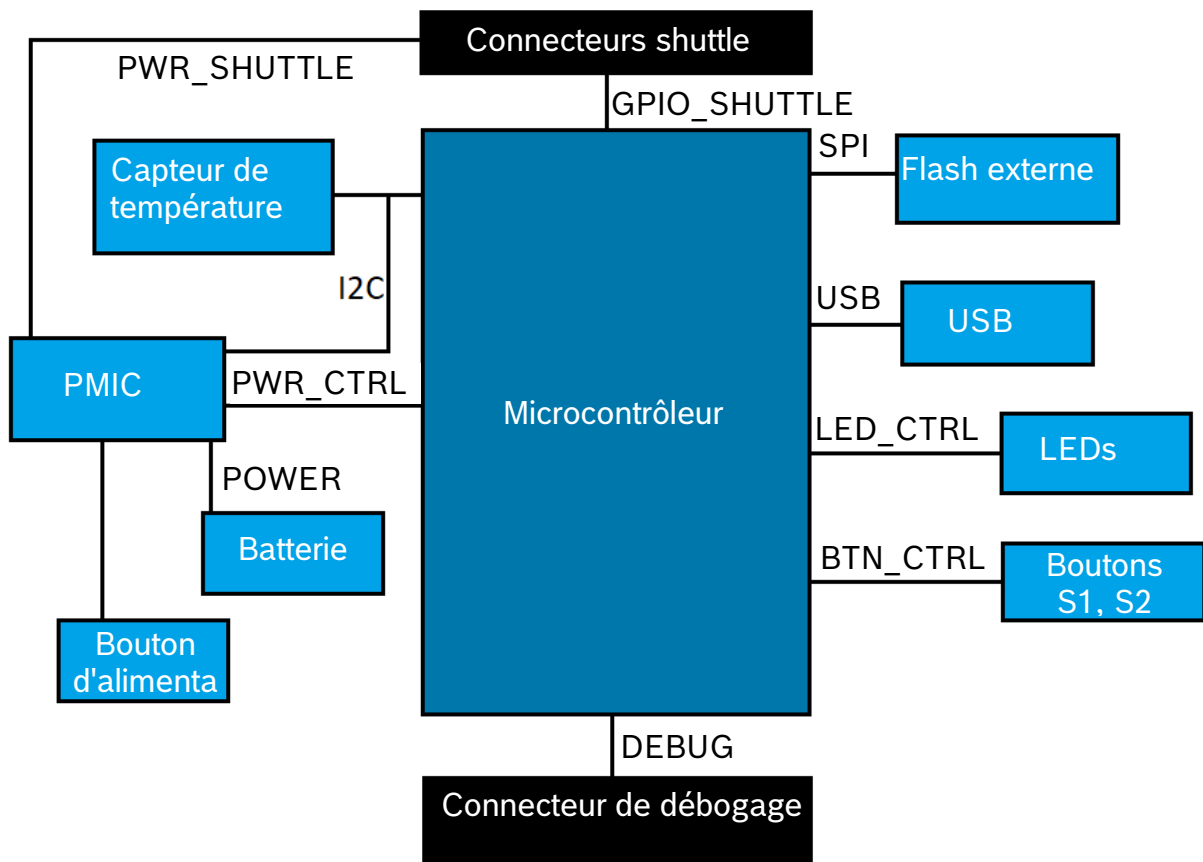 Connecteurs shuttle
PWR_SHUTTLE
GPIO_SHUTTLE
SPI
Capteur de
température
Flash externe
I2C
USB
USB
PMIC
PWR_CTRL
Microcontrôleur
LED_CTRL
LEDs
POWER
Batterie
BTN_CTRL
Boutons
S1, S2
Bouton
d'alimenta
DEBUG
Connecteur de débogage